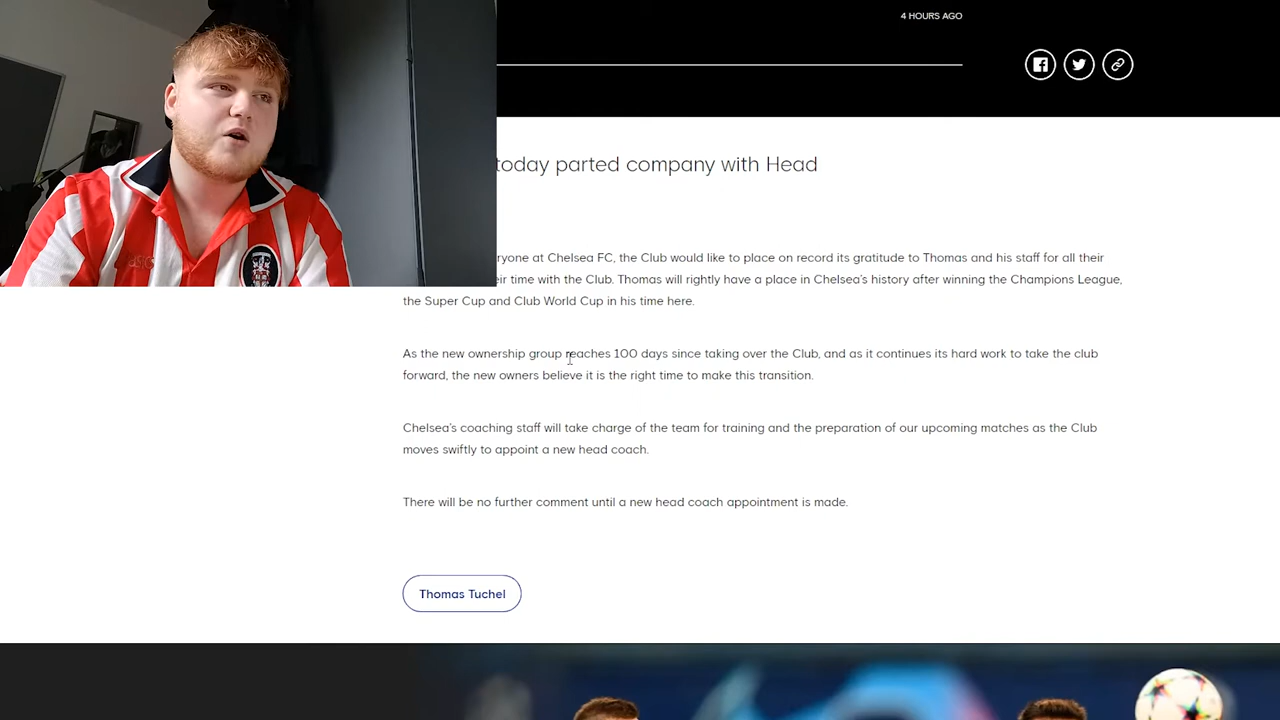 4 HOURS AGO
today parted company with Head
ryone at Chelsea FC, the Club would like to place on record its gratitude to Thomas and his staff for all their
eir time with the Club. Thomas will rightly have a place in Chelsea's history after winning the Champions League,
the Super Cup and Club World Cup in his time here.
As the new ownership group reaches 100 days since taking over the Club, and as it continues its hard work to take the club
forward, the new owners believe it is the right time to make this transition.
Chelsea's coaching staff will take charge of the team for training and the preparation of our upcoming matches as the Club
moves swiftly to appoint a new head coach.
There will be no further comment until a new head coach appointment is made.
Thomas Tuchel